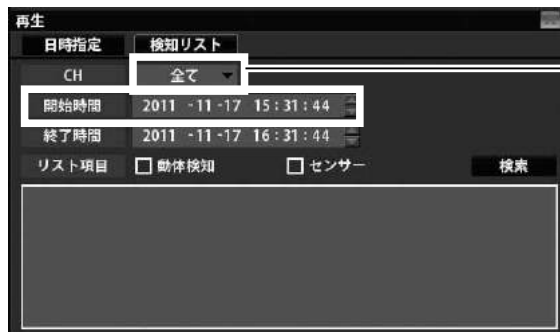 再生
日時指定 検知リスト
CH 全て
開始時間 2011 -11-17 15:31:44
終了時間 2011 -11-17 16:31:44
リスト項目 動体検知 センサー 検索